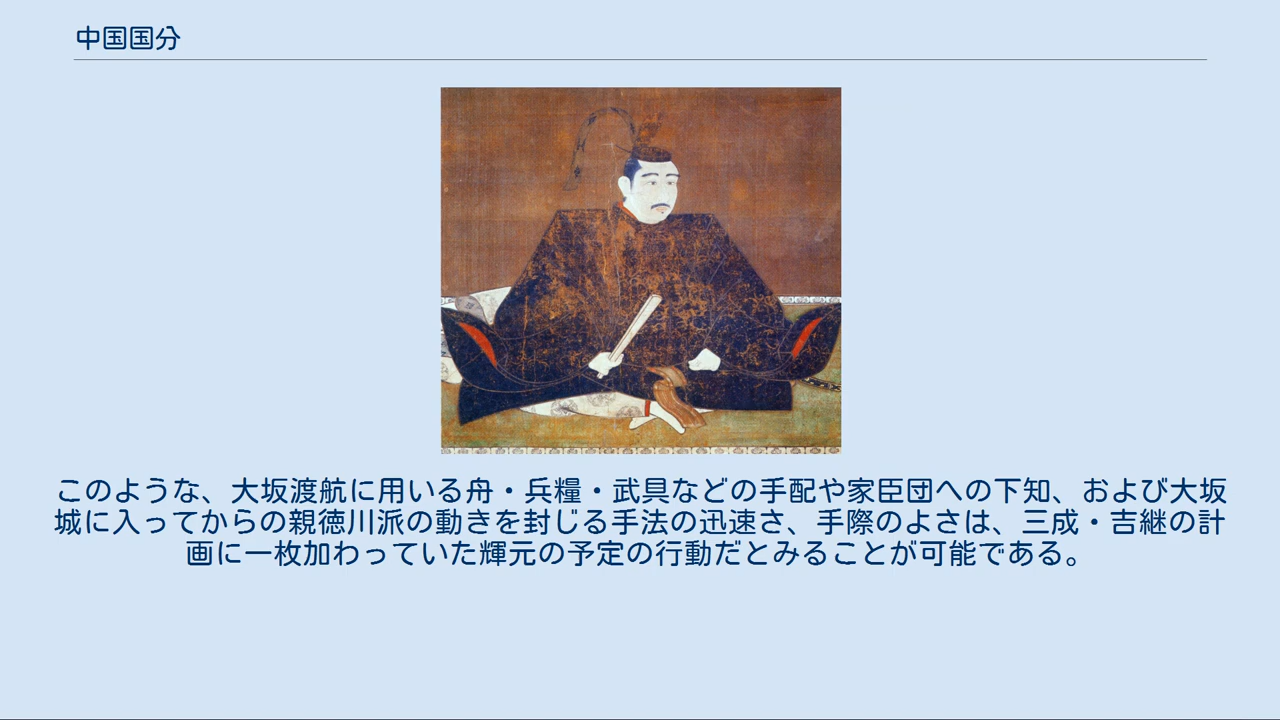 中国国分
このような、大坂渡航に用いる舟・兵糧・武具などの手配や家臣団への下知、および大坂
城に入ってからの親徳川派の動きを封じる手法の迅速さ、手際のよさは、三成・吉継の計
画に一枚加わっていた輝元の予定の行動だとみることが可能である。